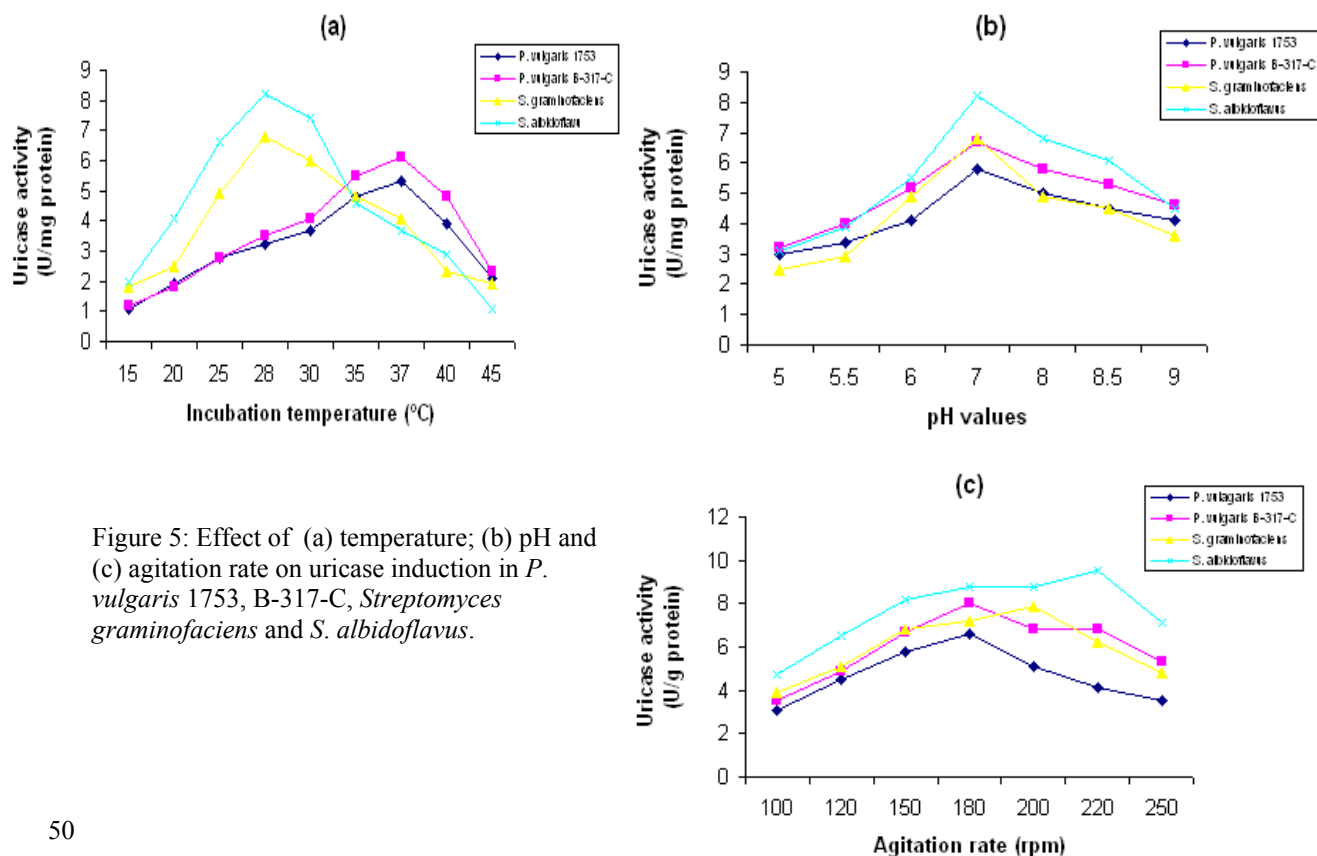 (a)
P. vulgaris 1753
P. vulgaris B-317-C
S. graminofaciens
S. albidoflavu
9
8
7
6
5
4
3
2
1
0
Uricase activity
(U/mg protein)
15 20 25 28 30 35 37 40 45
Incubation temperature (ºC)
(b)
P. vulgaris 1753
P. vulgaris B-317-C
S. graminofaciens
S. albidoflavus
9
8
7
6
5
4
3
2
1
0
Uricase activity
(U/mg protein)
5 5.5 6 7 8 8.5 9
pH values
Figure 5: Effect of (a) temperature; (b) pH and
(c) agitation rate on uricase induction in P.
vulgaris 1753, B-317-C, Streptomyces
graminofaciens and S. albidoflavus.
(c)
P. vulagaris 1753
P. vulgaris B-317-C
S. graminofaciens
S. albidoflavus
12
10
8
6
4
2
0
Uricase activity
(U/g protein)
100 120 150 180 200 220 250
Agitation rate (rpm)
50